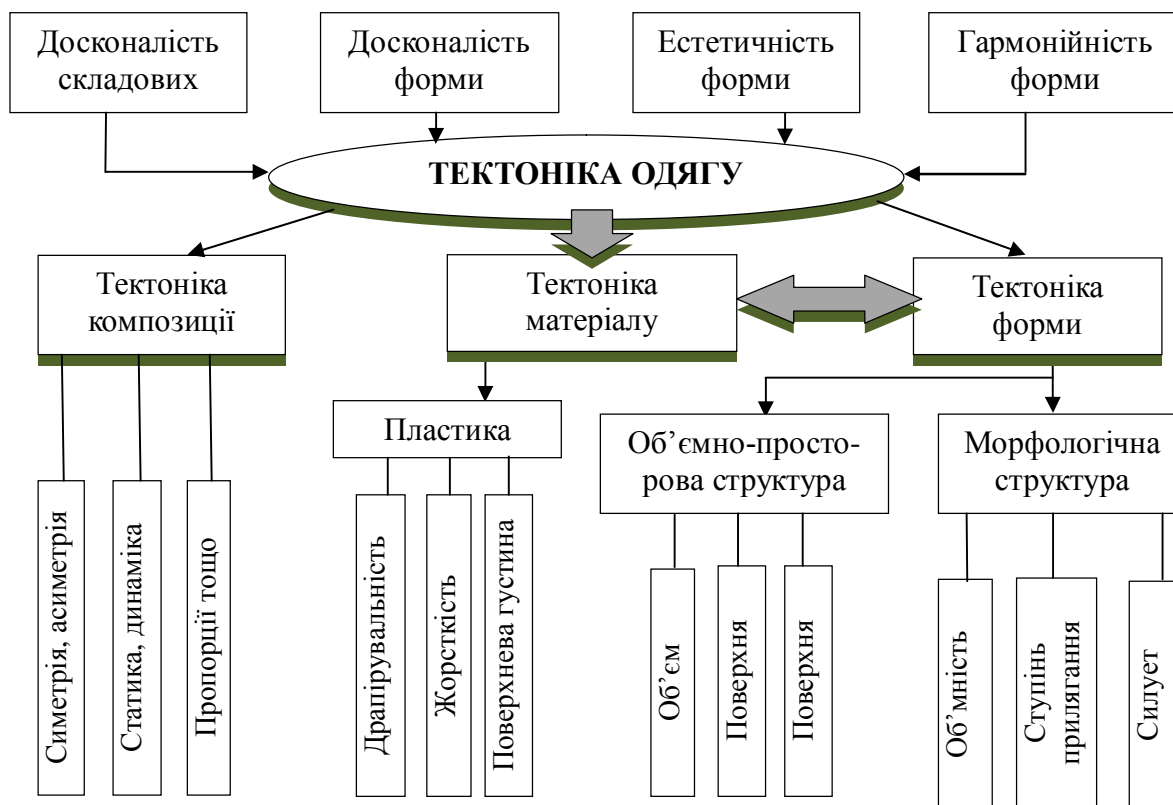 Досконалість
складових
Досконалість
форми
Естетичність
форми
Гармонійність
форми
ТЕКТОНІКА ОДЯГУ
Тектоніка
композиції
Тектоніка
матеріалу
Тектоніка
форми
Пластика
Об’ємно-просто-
рова структура
Морфологічна
структура
Симетрія, асиметрія
Статика, динаміка
Пропорції тощо
Драпірувальність
Жорсткість
Поверхнева густина
Об’єм
Поверхня
Поверхня
Об’мність
Ступінь
прилягання
Силует